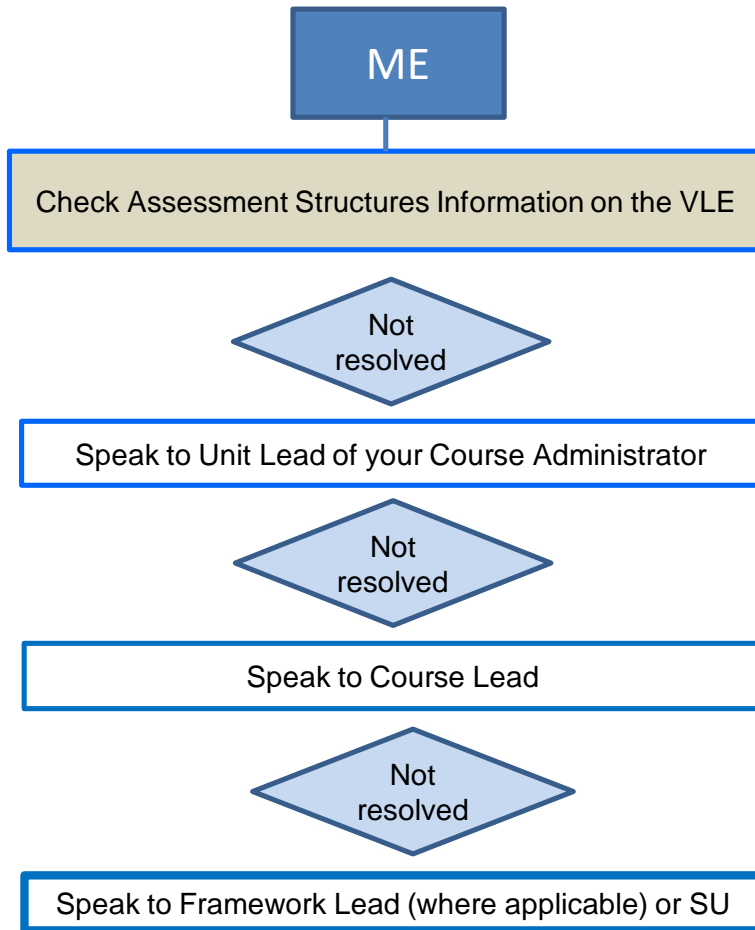 ME
Check Assessment Structures Information on the VLE
Not
resolved
Speak to Unit Lead of your Course Administrator
Not
resolved
Speak to Course Lead
Not
resolved
Speak to Framework Lead (where applicable) or SU